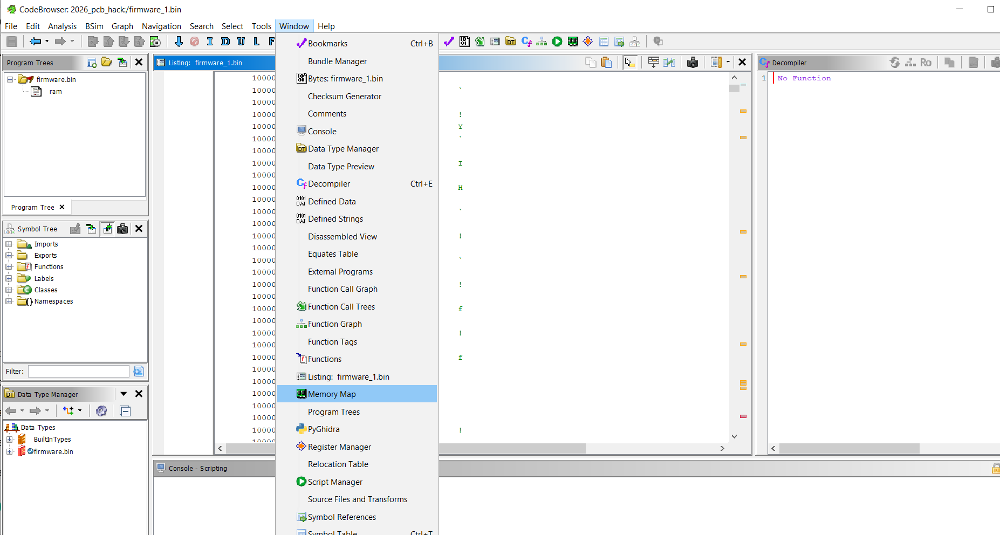 CodeBrowser: 2026_pcb_hack:/firmware_1.bin
File Edit Analysis BSim Graph Navigation Search Select Tools Window Help
I D U L F
Program Trees
firmware.bin
ram
Program Tree
Symbol Tree
Imports
Exports
Functions
Labels
Classes
Namespaces
Filter:
Data Type Manager
Data Types
BuiltInTypes
firmware.bin
Listing: firmware_1.bin
10000
10000 `
10000
10000 !
10000 Y
10000 `
10000
10000 I
10000
10000 H
10000
10000 `
10000
10000 !
10000
10000 `
10000
10000 !
10000
10000 f
10000
10000 !
10000
10000 f
10000
10000
10000
10000
10000
10000 !
Bookmarks Ctrl+B
Bundle Manager
Bytes: firmware_1.bin
Checksum Generator
Comments
Console
Data Type Manager
Data Type Preview
Decompiler Ctrl+E
Defined Data
Defined Strings
Disassembled View
Equates Table
External Programs
Function Call Graph
Function Call Trees
Function Graph
Function Tags
Functions
Listing: firmware_1.bin
Memory Map
Program Trees
PyGhidra
Register Manager
Relocation Table
Script Manager
Source Files and Transforms
Symbol References
Symbol Table Ctrl+T
Decompiler
Ro
1 No Function
Console - Scripting